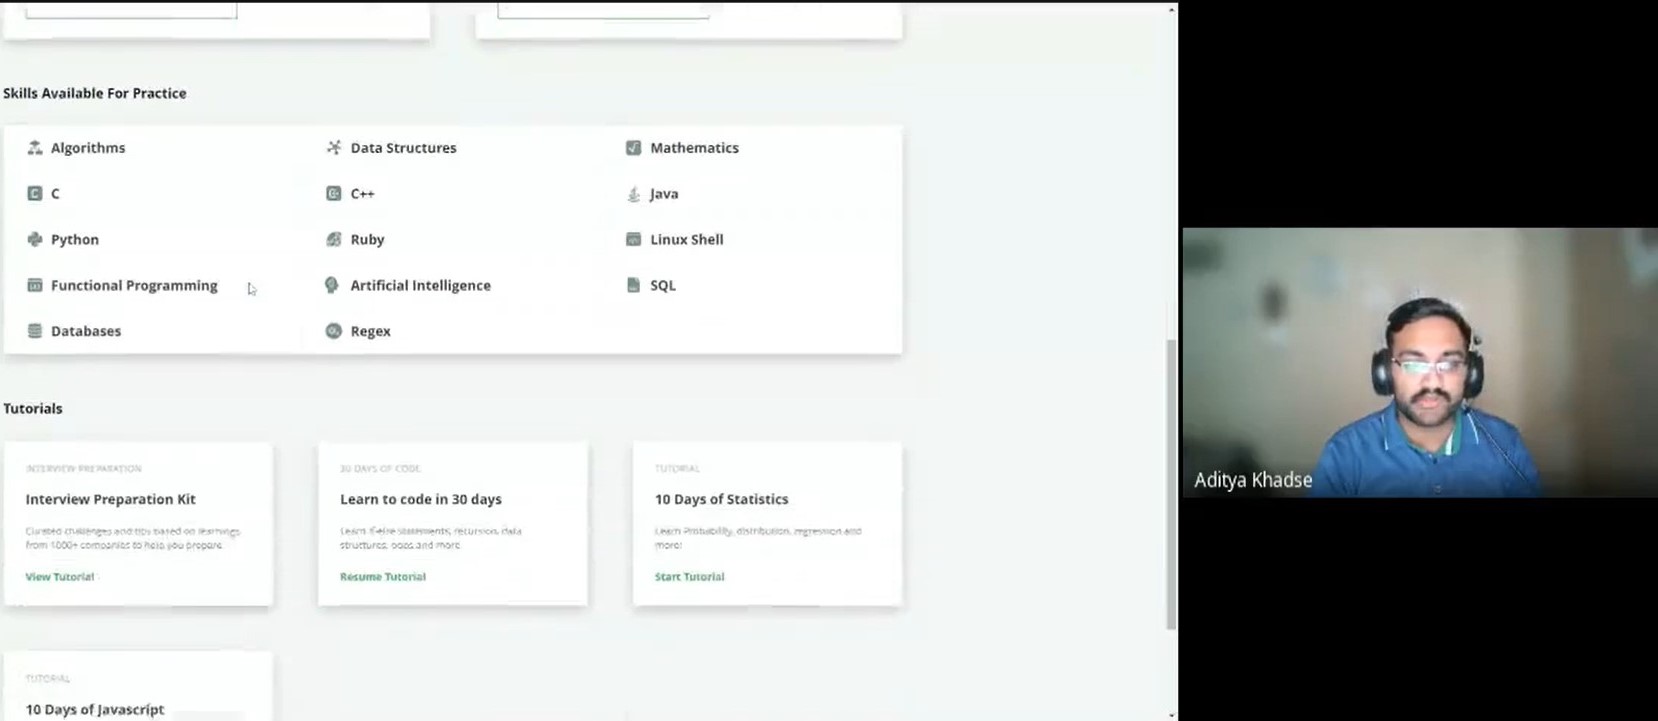 Skills Available For Practice
Algorithms
Data Structures
Mathematics
C
C++
Java
Python
Ruby
Linux Shell
Functional Programming
Artificial Intelligence
SQL
Databases
Regex
Tutorials
INTERVIEW PREPARATION
Interview Preparation Kit
Curated challenges and tips based on learnings
from 1000+ companies to help you prepare
View Tutorial
30 DAYS OF CODE
Learn to code in 30 days
Learn If-else statements, recursion, data
structures, oops and more
Resume Tutorial
TUTORIAL
10 Days of Statistics
Learn Probability, distribution, regression and
more!
Start Tutorial
TUTORIAL
10 Days of Javascript
Aditya Khadse